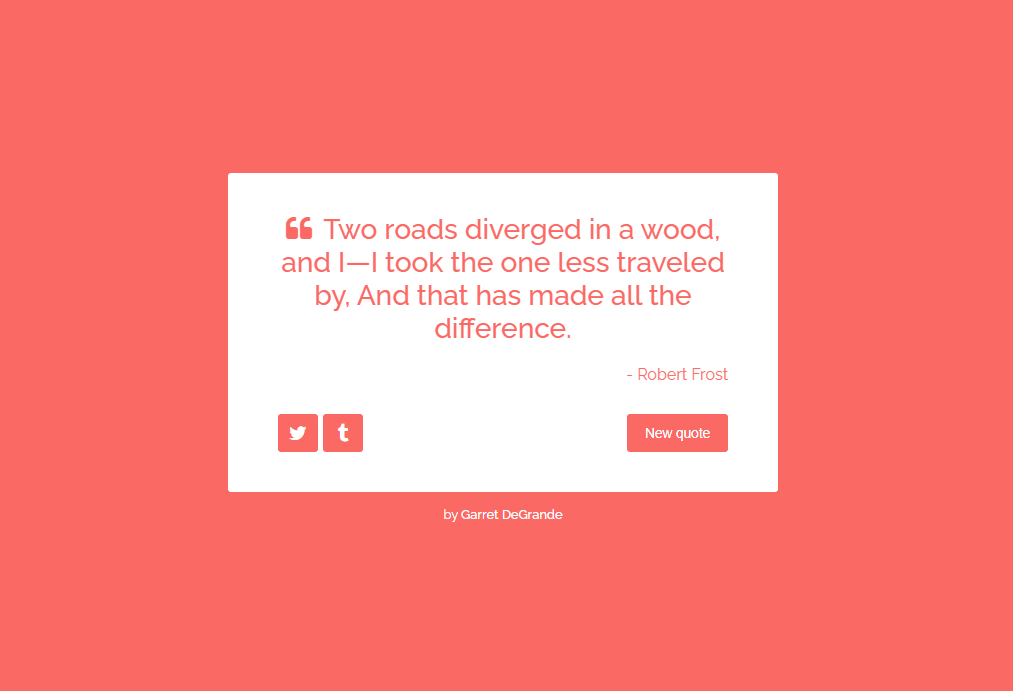 Two roads diverged in a wood,
and I—I took the one less traveled
by, And that has made all the
difference.
- Robert Frost
New quote
by Garret DeGrande